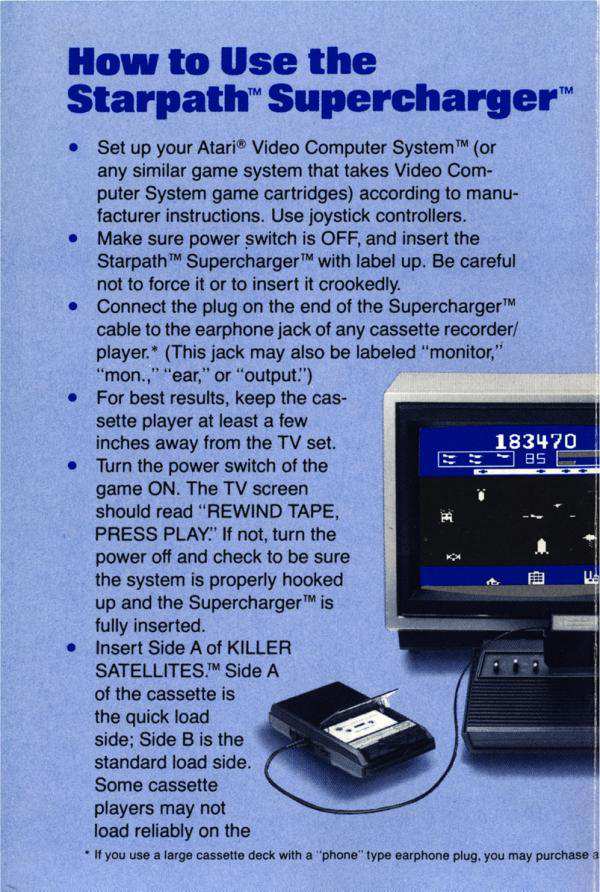 How to Use the
Starpath™ Supercharger™
• Set up your Atari® Video Computer System™ (or
any similar game system that takes Video Com-
puter System game cartridges) according to manu-
facturer instructions. Use joystick controllers.
• Make sure power switch is OFF, and insert the
Starpath™ Supercharger™ with label up. Be careful
not to force it or to insert it crookedly.
• Connect the plug on the end of the Supercharger™
cable to the earphone jack of any cassette recorder/
player.* (This jack may also be labeled "monitor,"
"mon.," "ear," or "output.")
• For best results, keep the cas-
sette player at least a few
inches away from the TV set.
• Turn the power switch of the
game ON. The TV screen
should read "REWIND TAPE,
PRESS PLAY." If not, turn the
power off and check to be sure
the system is properly hooked
up and the Supercharger™ is
fully inserted.
• Insert Side A of KILLER
SATELLITES.™ Side A
of the cassette is
the quick load
side; Side B is the
standard load side.
Some cassette
players may not
load reliably on the
183470
85
* If you use a large cassette deck with a "phone" type earphone plug, you may purchase a